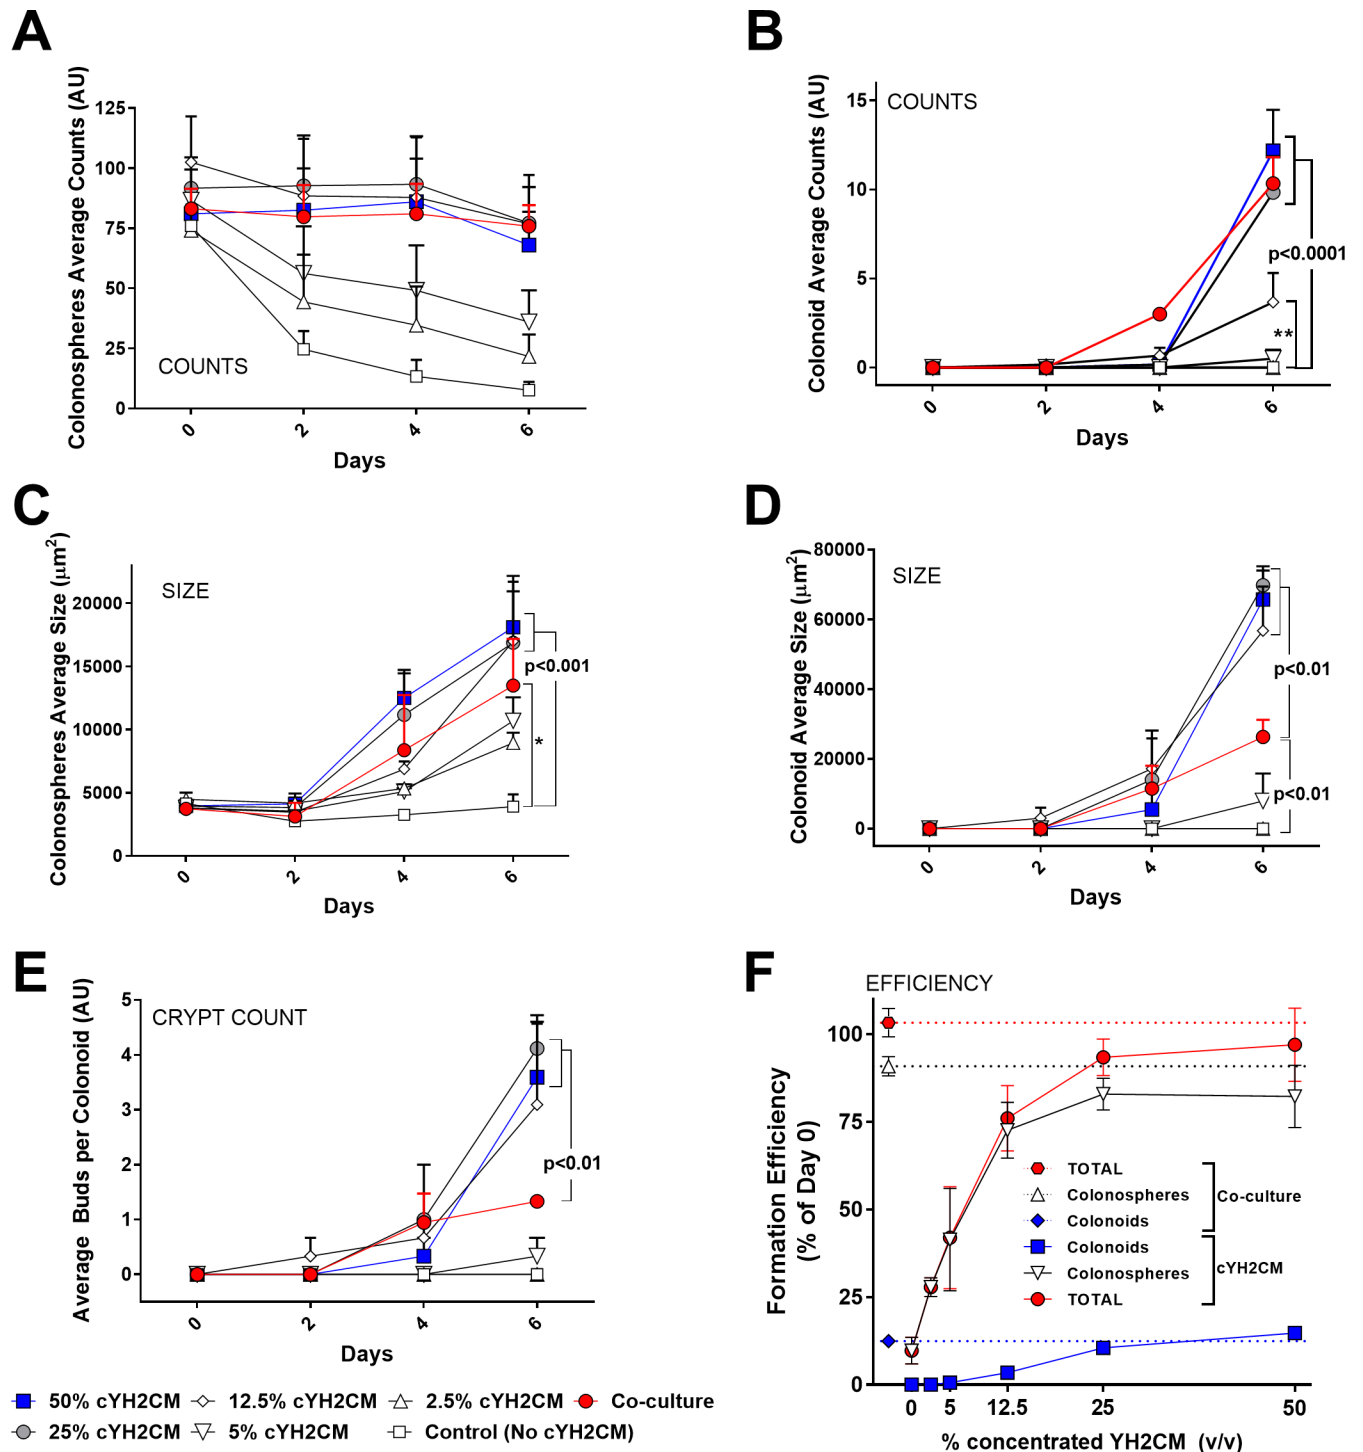 A
Colonospheres Average Counts (AU)
125
100
75
50
25
0
COUNTS
0
2
4
6
Days
B
Colonoid Average Counts (AU)
15
10
5
0
COUNTS
p<0.0001
**
0
2
4
6
Days
C
Colonospheres Average Size (μm²)
20000
15000
10000
5000
0
SIZE
p<0.001
*
0
2
4
6
Days
D
Colonoid Average Size (μm²)
80000
60000
40000
20000
0
SIZE
p<0.01
p<0.01
0
2
4
6
Days
E
Average Buds per Colonoid (AU)
5
4
3
2
1
0
CRYPT COUNT
p<0.01
0
2
4
6
Days
F
EFFICIENCY
Formation Efficiency
(% of Day 0)
100
75
50
25
0
TOTAL
Colonospheres
Colonoids
Co-culture
Colonoids
Colonospheres
TOTAL
cYH2CM
0
5
12.5
25
50
% concentrated YH2CM (v/v)
50% cYH2CM
12.5% cYH2CM
2.5% cYH2CM
Co-culture
25% cYH2CM
5% cYH2CM
Control (No cYH2CM)